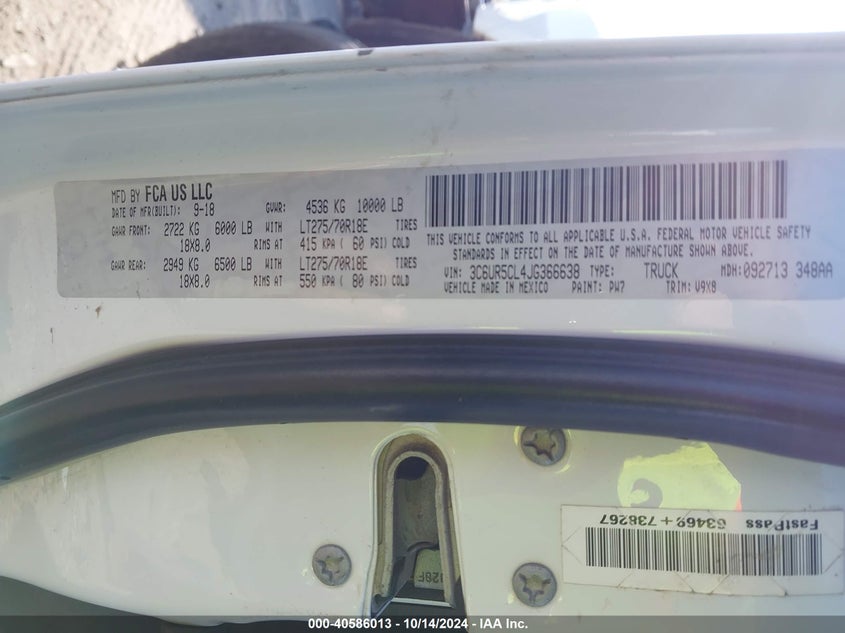 MFD BY FCA US LLC
DATE OF MFR(BUILT): 9-18 GVWR: 4536 KG 10000 LB
GAWR FRONT: 2722 KG 6000 LB WITH LT275/70R18E TIRES
18X8.0 RIMS AT 415 KPA ( 60 PSI) COLD
GAWR REAR: 2949 KG 6500 LB WITH LT275/70R18E TIRES
18X8.0 RIMS AT 550 KPA ( 80 PSI) COLD
THIS VEHICLE CONFORMS TO ALL APPLICABLE U.S.A. FEDERAL MOTOR VEHICLE SAFETY
STANDARDS IN EFFECT ON THE DATE OF MANUFACTURE SHOWN ABOVE.
VIN: 3C6UR5CL4JG366638 TYPE: TRUCK MDH:092713 348AA
VEHICLE MADE IN MEXICO PAINT: PW7 TRIM: V9X8
FastPass 63469+738267
000-40586013 - 10/14/2024 - IAA Inc.